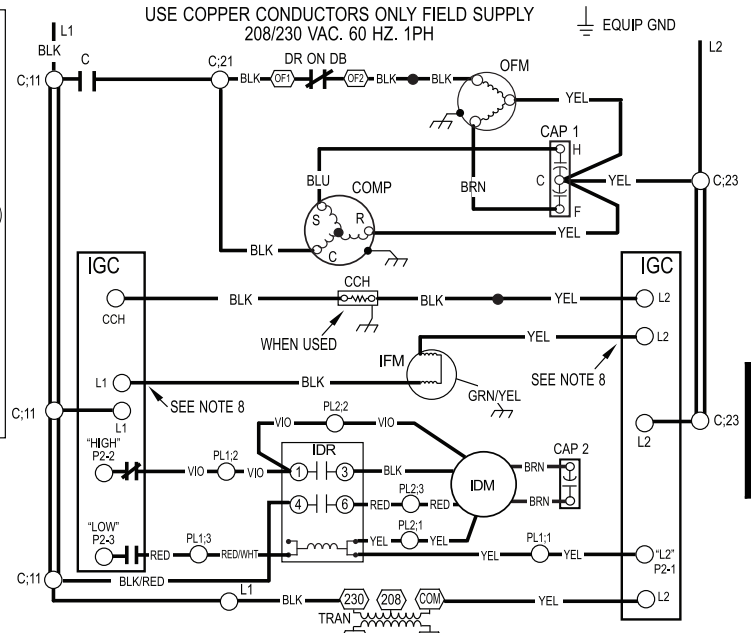 USE COPPER CONDUCTORS ONLY FIELD SUPPLY
208/230 VAC. 60 HZ. 1PH
EQUIP GND
L1
BLK
L2
C;11
C
C;21
BLK
OF1
DR ON DB
OF2
BLK
BLK
OFM
YEL
CAP 1
H
C
F
YEL
C;23
BLU
COMP
BRN
S
R
C
YEL
BLK
IGC
IGC
CCH
BLK
CCH
BLK
YEL
L2
WHEN USED
YEL
L2
IFM
L1
BLK
GRN/YEL
SEE NOTE 8
SEE NOTE 8
C;11
L1
L2
C;23
"HIGH"
P2-2
VIO
PL1;2
VIO
VIO
PL2;2
VIO
IDR
1
3
BLK
IDM
BRN
CAP 2
4
6
RED
PL2;3
RED
BRN
YEL
PL2;1
YEL
"LOW"
P2-3
RED
PL1;3
RED/WHT
YEL
PL1;1
YEL
"L2"
P2-1
C;11
BLK/RED
L1
BLK
230
208
COM
YEL
L2
TRAN